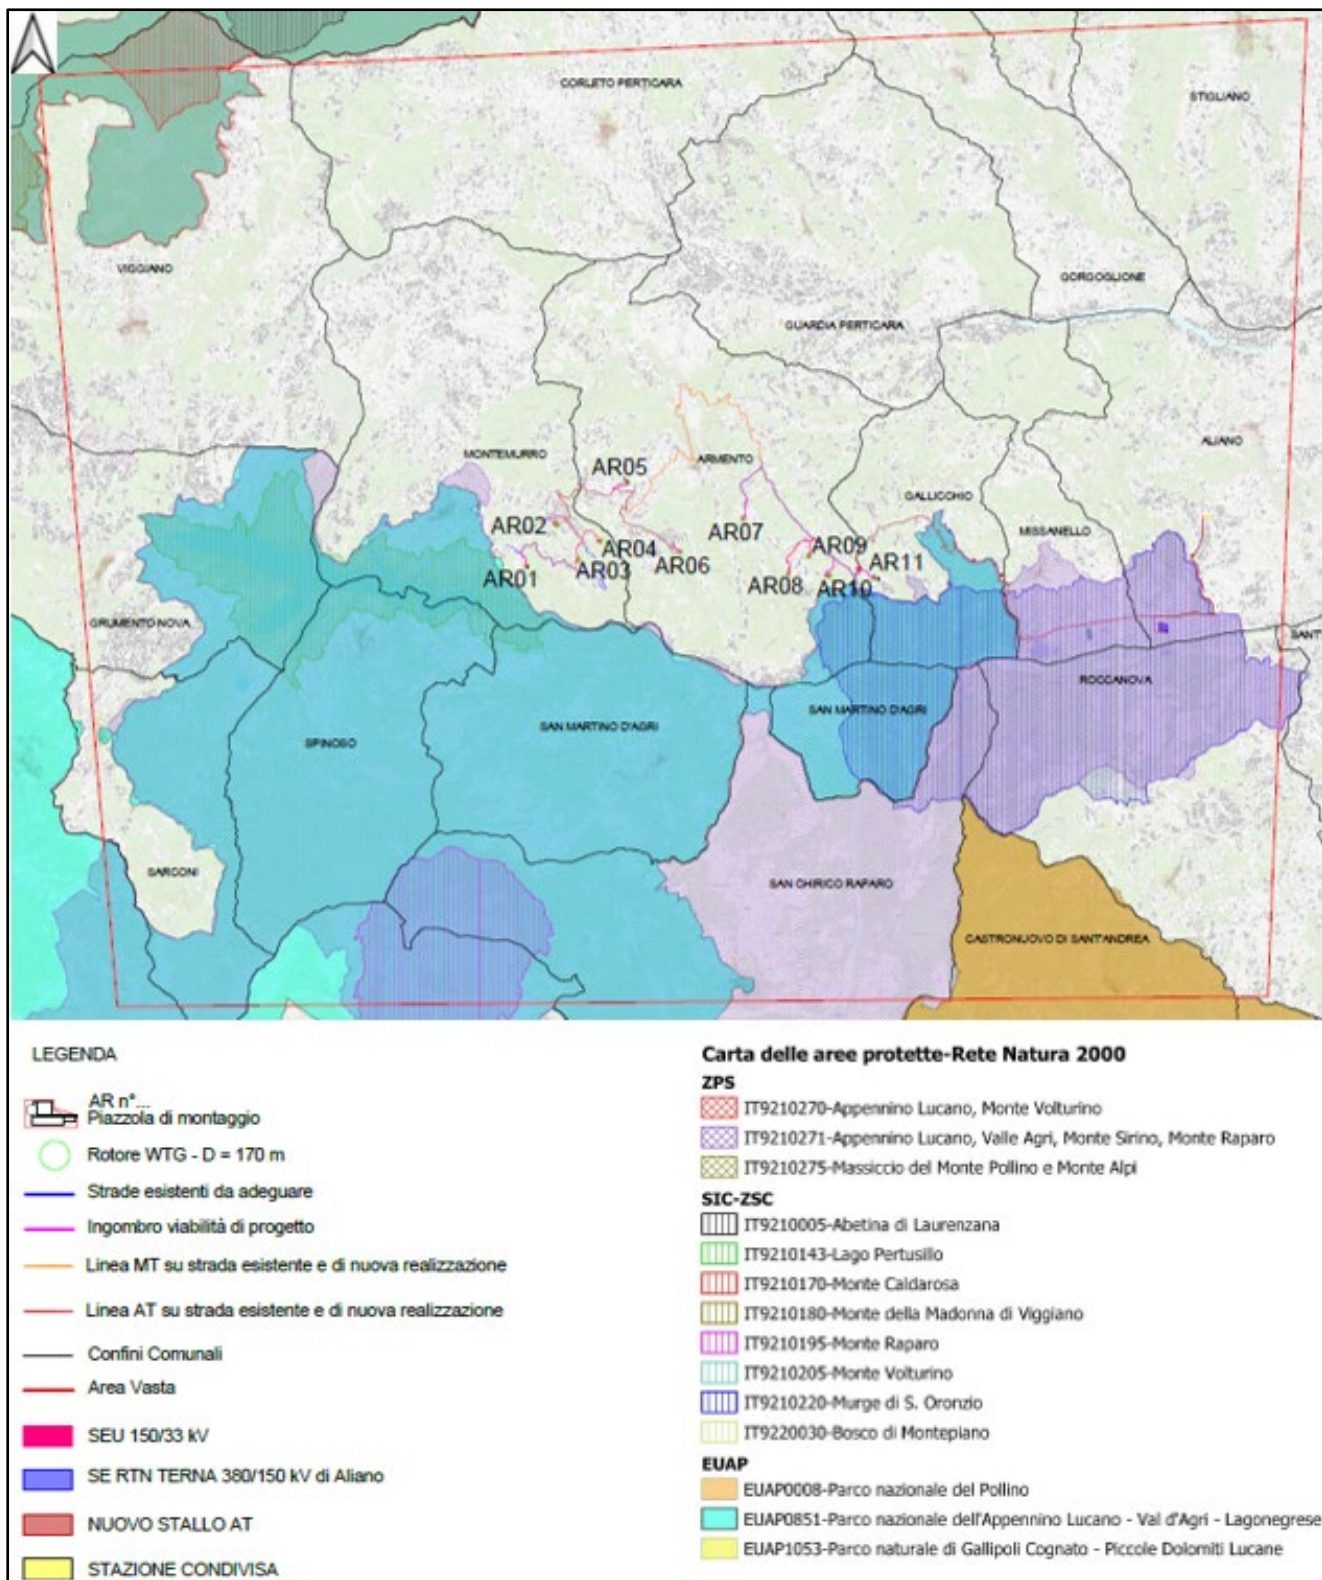 CORLETO PERTICARA
STIGLIANO
VIGGIANO
GORGOGLIONE
GUARDIA PERTICARA
ALIANO
MONTEMURRO
ARMENTO
AR05
GALLICCHIO
AR02
AR07
MISSANELLO
AR04
AR09
AR01
AR03
AR06
AR08
AR10
AR11
GRUMENTO NOVA
SANT
ROCCANOVA
SAN MARTINO D'AGRI
SAN MARTINO D'AGRI
SPINOSO
SARCONI
SAN CHIRICO RAPARO
CASTRONUOVO DI SANT'ANDREA
LEGENDA
AR n°...
Piazzola di montaggio
Rotore WTG - D = 170 m
Strade esistenti da adeguare
Ingombro viabilità di progetto
Linea MT su strada esistente e di nuova realizzazione
Linea AT su strada esistente e di nuova realizzazione
Confini Comunali
Area Vasta
SEU 150/33 kV
SE RTN TERNA 380/150 kV di Aliano
NUOVO STALLO AT
STAZIONE CONDIVISA
Carta delle aree protette-Rete Natura 2000
ZPS
IT9210270-Appennino Lucano, Monte Volturino
IT9210271-Appennino Lucano, Valle Agri, Monte Sirino, Monte Raparo
IT9210275-Massiccio del Monte Pollino e Monte Alpi
SIC-ZSC
IT9210005-Abetina di Laurenzana
IT9210143-Lago Pertusillo
IT9210170-Monte Caldarosa
IT9210180-Monte della Madonna di Viggiano
IT9210195-Monte Raparo
IT9210205-Monte Volturino
IT9210220-Murge di S. Oronzio
IT9220030-Bosco di Montepiano
EUAP
EUAP0008-Parco nazionale del Pollino
EUAP0851-Parco nazionale dell'Appennino Lucano - Val d'Agri - Lagonegrese
EUAP1053-Parco naturale di Gallipoli Cognato - Piccole Dolomiti Lucane